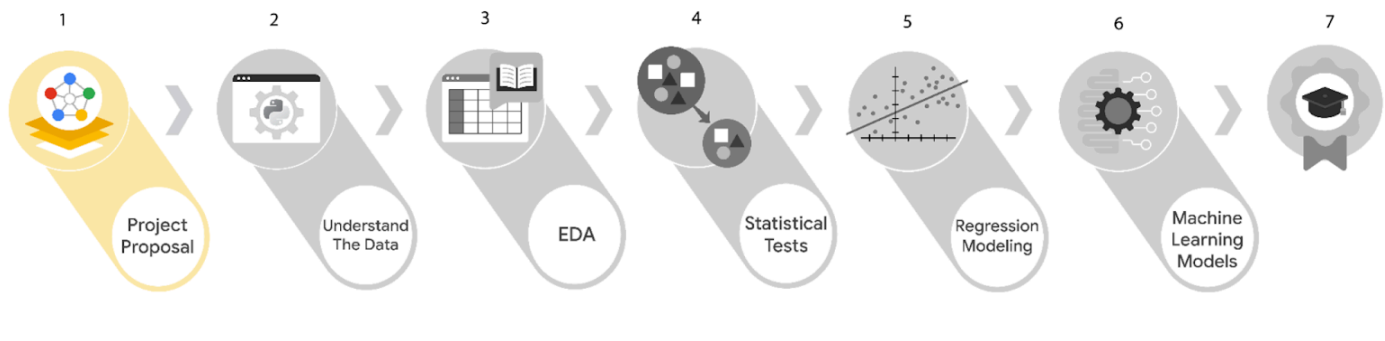 1
2
3
4
5
6
7
Project
Proposal
Understand
The Data
EDA
Statistical
Tests
Regression
Modeling
Machine
Learning
Models